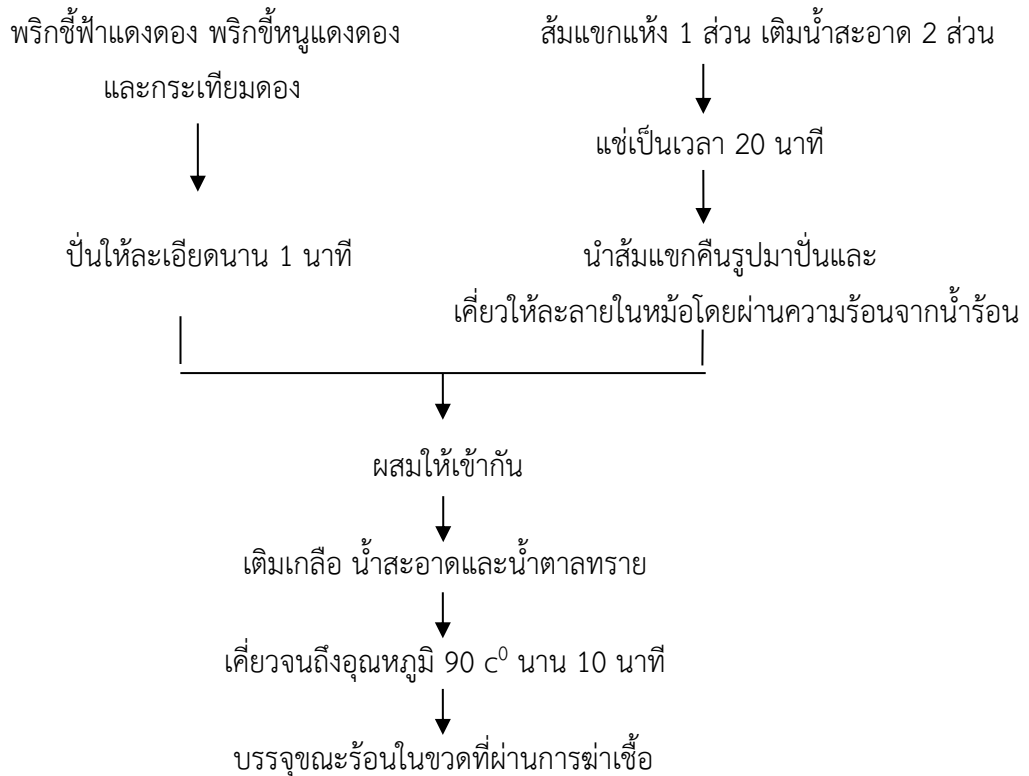 พริกชี้ฟ้าแดงดอง พริกขี้หนูแดงดอง
และกระเทียมดอง
ปั่นให้ละเอียดนาน 1 นาที
ส้มแขกแห้ง 1 ส่วน เติมน้ำสะอาด 2 ส่วน
แช่เป็นเวลา 20 นาที
นำส้มแขกคืนรูปมาปั่นและ
เคี่ยวให้ละลายในหม้อโดยผ่านความร้อนจากน้ำร้อน
ผสมให้เข้ากัน
เติมเกลือ น้ำสะอาดและน้ำตาลทราย
เคี่ยวจนถึงอุณหภูมิ 90 c⁰ นาน 10 นาที
บรรจุขณะร้อนในขวดที่ผ่านการฆ่าเชื้อ